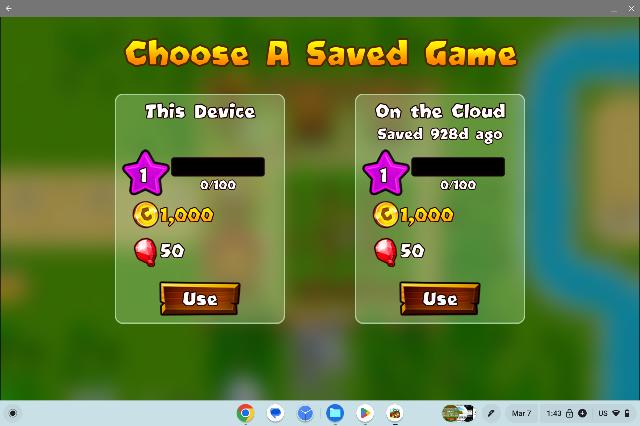 Choose A Saved Game
This Device
1
0/100
1,000
50
Use
On the Cloud
Saved 928d ago
1
0/100
1,000
50
Use
Mar 7
1:43
US